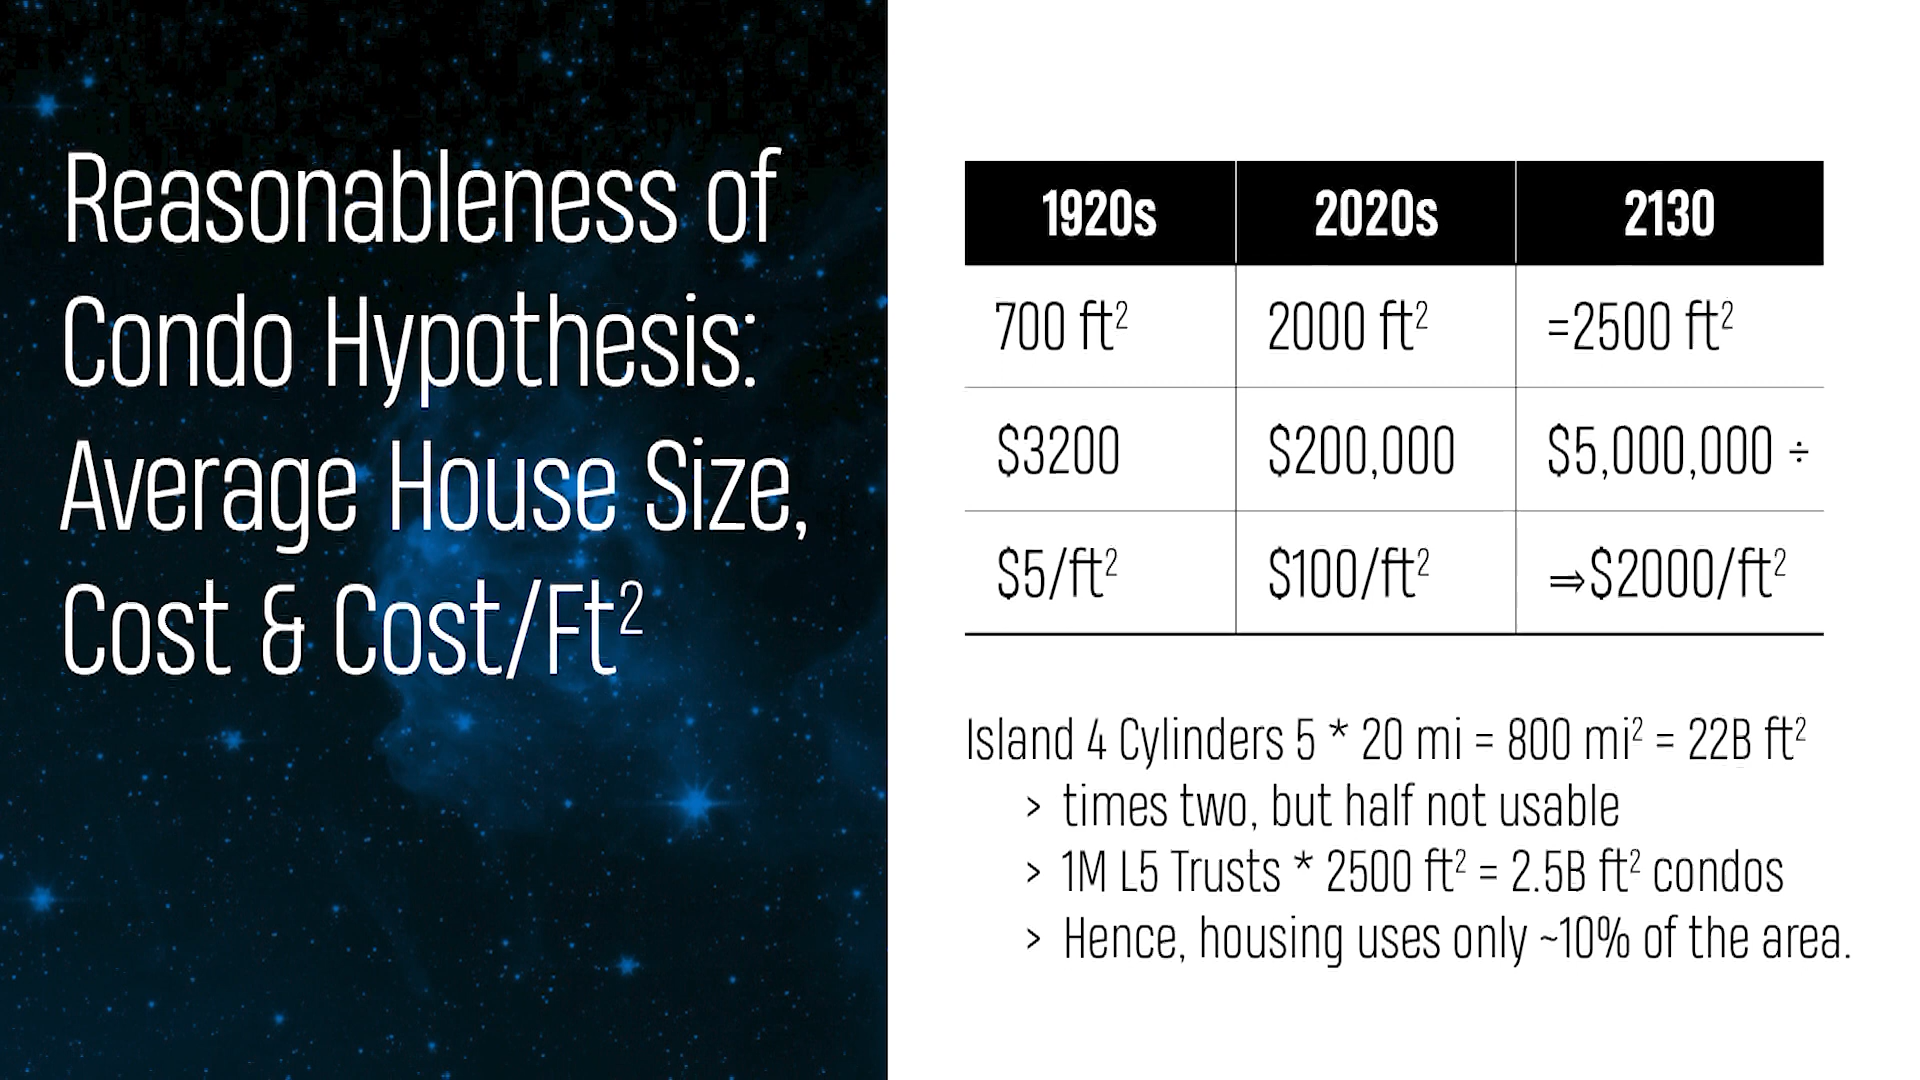 Reasonableness of
Condo Hypothesis:
Average House Size,
Cost & Cost/Ft²
1920s 2020s 2130
700 ft² 2000 ft² =2500 ft²
$3200 $200,000 $5,000,000 ÷
$5/ft² $100/ft² ⇒$2000/ft²
Island 4 Cylinders 5 * 20 mi = 800 mi² = 22B ft²
> times two, but half not usable
> 1M L5 Trusts * 2500 ft² = 2.5B ft² condos
> Hence, housing uses only ~10% of the area.